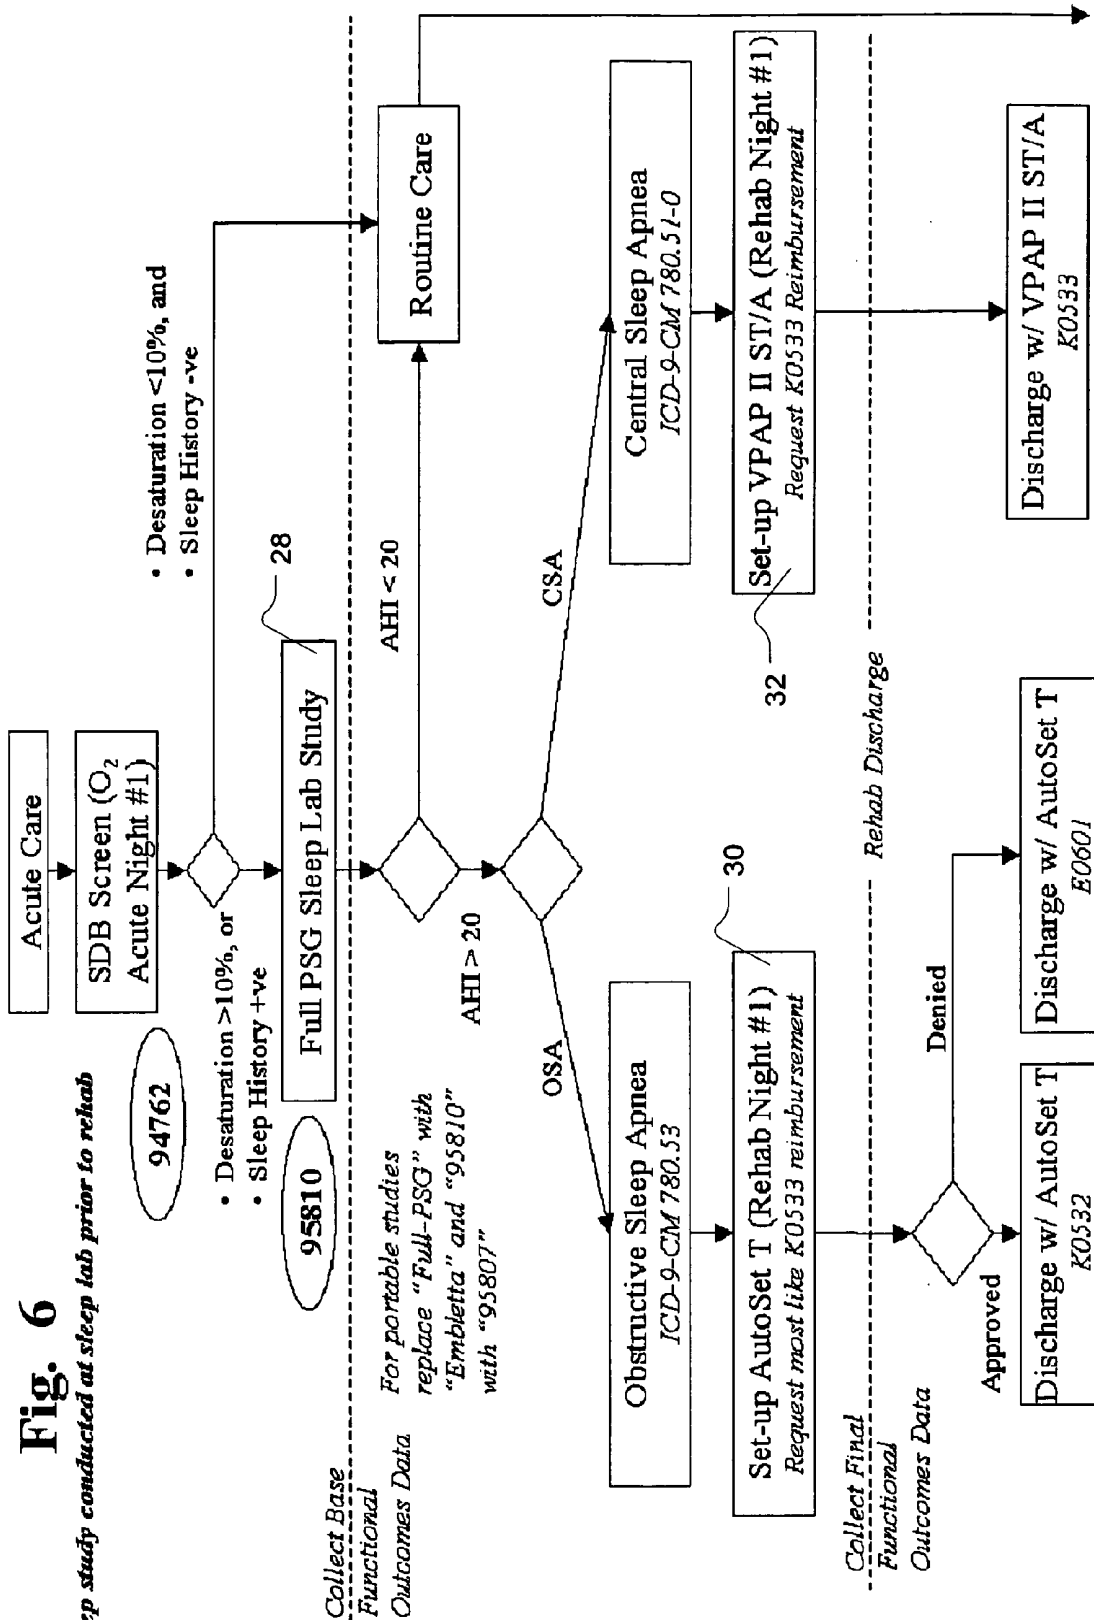 Fig. 6
ep study conducted at sleep lab prior to rehab
Acute Care
SDB Screen (O₂
Acute Night #1)
94762
• Desaturation <10%, and
• Sleep History -ve
• Desaturation >10%, or
• Sleep History +ve
28
Full PSG Sleep Lab Study
95810
Collect Base
Functional
Outcomes Data
For portable studies
replace "Full-PSG" with
"Embletta" and "95810"
with "95807"
AHI < 20
Routine Care
AHI > 20
OSA
CSA
Obstructive Sleep Apnea
ICD-9-CM 780.53
Central Sleep Apnea
ICD-9-CM 780.51-0
30
Set-up AutoSet T (Rehab Night #1)
Request most like K0533 reimbursement
32
Set-up VPAP II ST/A (Rehab Night #1)
Request K0533 Reimbursement
Collect Final
Functional
Outcomes Data
Rehab Discharge
Approved
Denied
Discharge w/ AutoSet T
K0532
Discharge w/ AutoSet T
E0601
Discharge w/ VPAP II ST/A
K0533